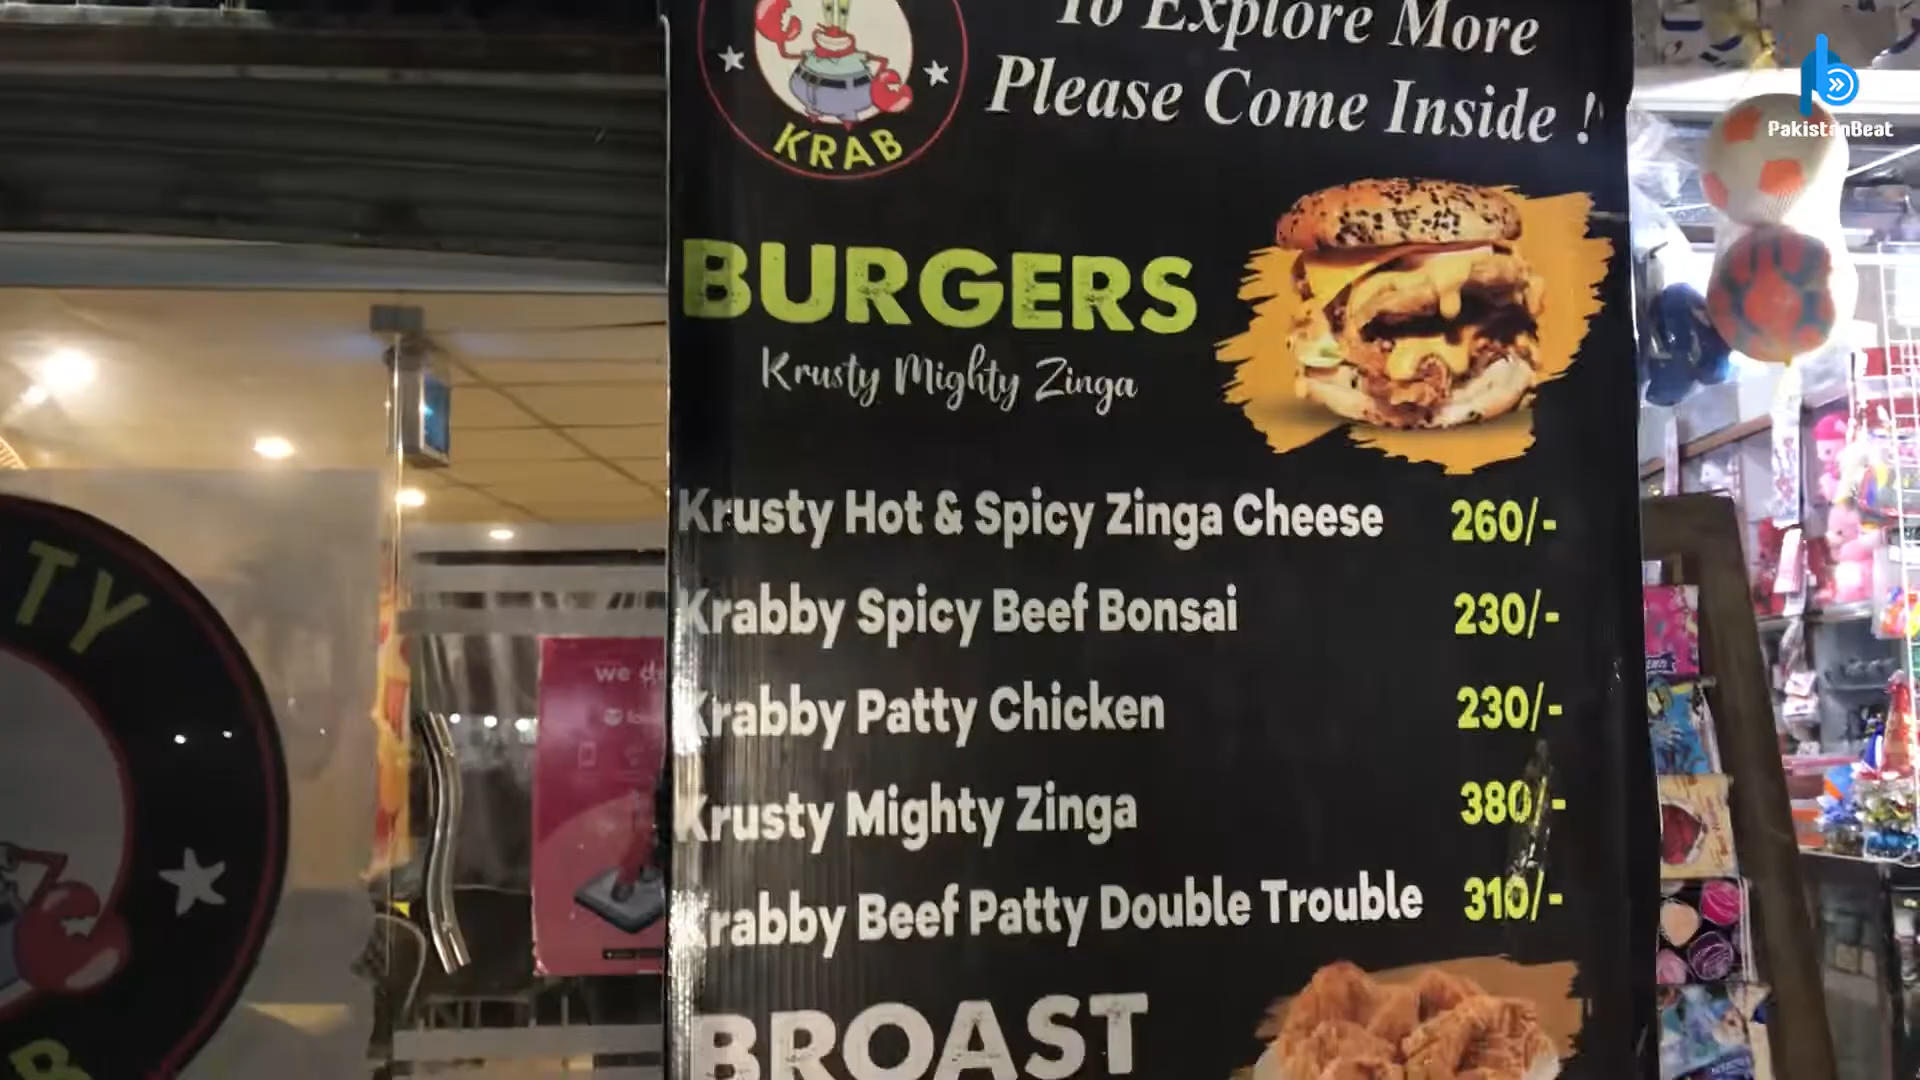 To Explore More
Please Come Inside !
KRAB
PakistanBeat
BURGERS
Krusty Mighty Zinga
Krusty Hot & Spicy Zinga Cheese 260/-
Krabby Spicy Beef Bonsai 230/-
Krabby Patty Chicken 230/-
Krusty Mighty Zinga 380/-
Krabby Beef Patty Double Trouble 310/-
BROAST
TY
we
B